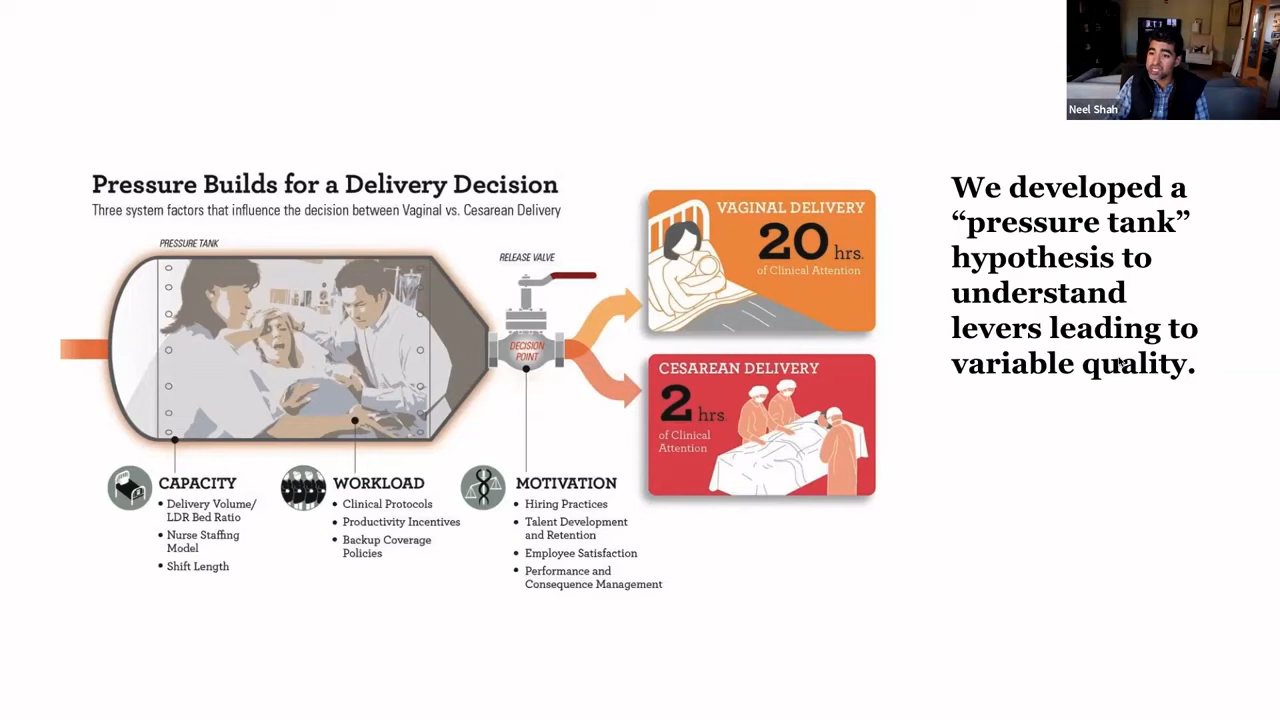 Neel Shah
Pressure Builds for a Delivery Decision
Three system factors that influence the decision between Vaginal vs. Cesarean Delivery
PRESSURE TANK
RELEASE VALVE
DECISION
POINT
VAGINAL DELIVERY
20 hrs.
of Clinical Attention
CESAREAN DELIVERY
2 hrs.
of Clinical
Attention
CAPACITY
• Delivery Volume/
LDR Bed Ratio
• Nurse Staffing
Model
• Shift Length
WORKLOAD
• Clinical Protocols
• Productivity Incentives
• Backup Coverage
Policies
MOTIVATION
• Hiring Practices
• Talent Development
and Retention
• Employee Satisfaction
• Performance and
Consequence Management
We developed a
“pressure tank”
hypothesis to
understand
levers leading to
variable quality.